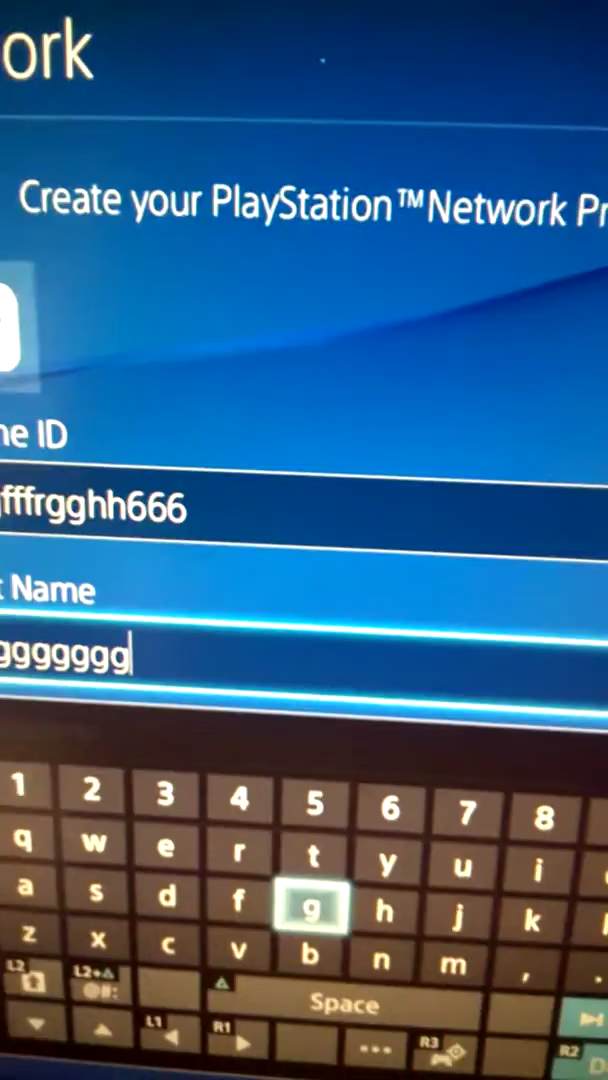 ork
Create your PlayStation™Network Pr
ne ID
fffrgghh666
t Name
ggggggg
1 2 3 4 5 6 7 8
q w e r t y u i
a s d f g h j k
z x c v b n m , .
L2 L2+△ @#: △ Space
L1 R1 ... R3 R2 D